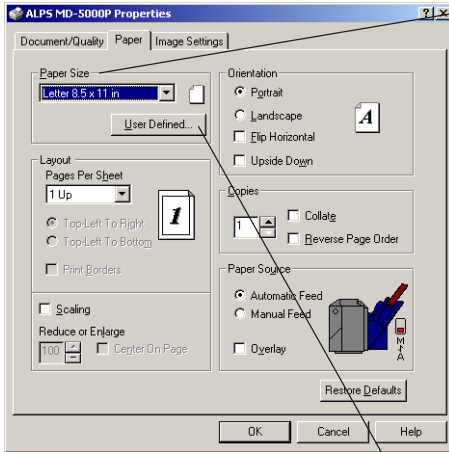 ALPS MD-5000P Properties
Document/Quality Paper Image Settings
Paper Size
Letter 8.5 x 11 in
User Defined...
Layout
Pages Per Sheet
1 Up
1
Top-Left To Right
Top-Left To Bottom
Print Borders
Scaling
Reduce or Enlarge
100
Center On Page
Orientation
Portrait
Landscape
A
Flip Horizontal
Upside Down
Copies
1
Collate
Reverse Page Order
Paper Source
Automatic Feed
Manual Feed
Overlay
M
A
Restore Defaults
OK Cancel Help